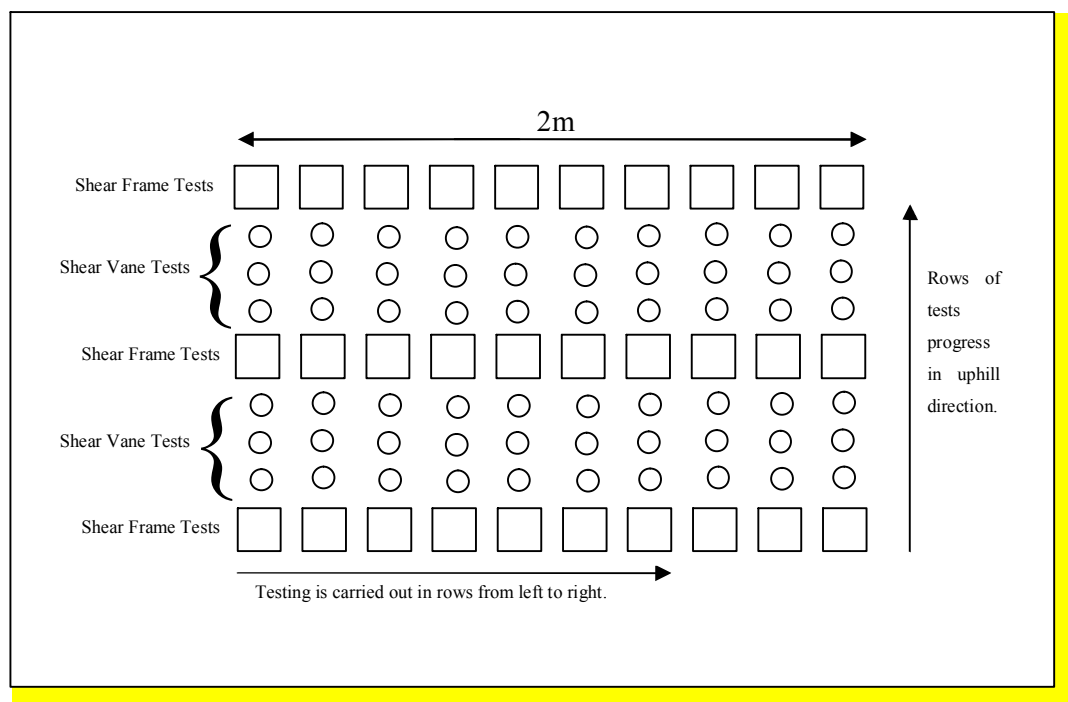 2m
Shear Frame Tests
Shear Vane Tests
Shear Frame Tests
Shear Vane Tests
Shear Frame Tests
Rows of
tests
progress
in uphill
direction.
Testing is carried out in rows from left to right.